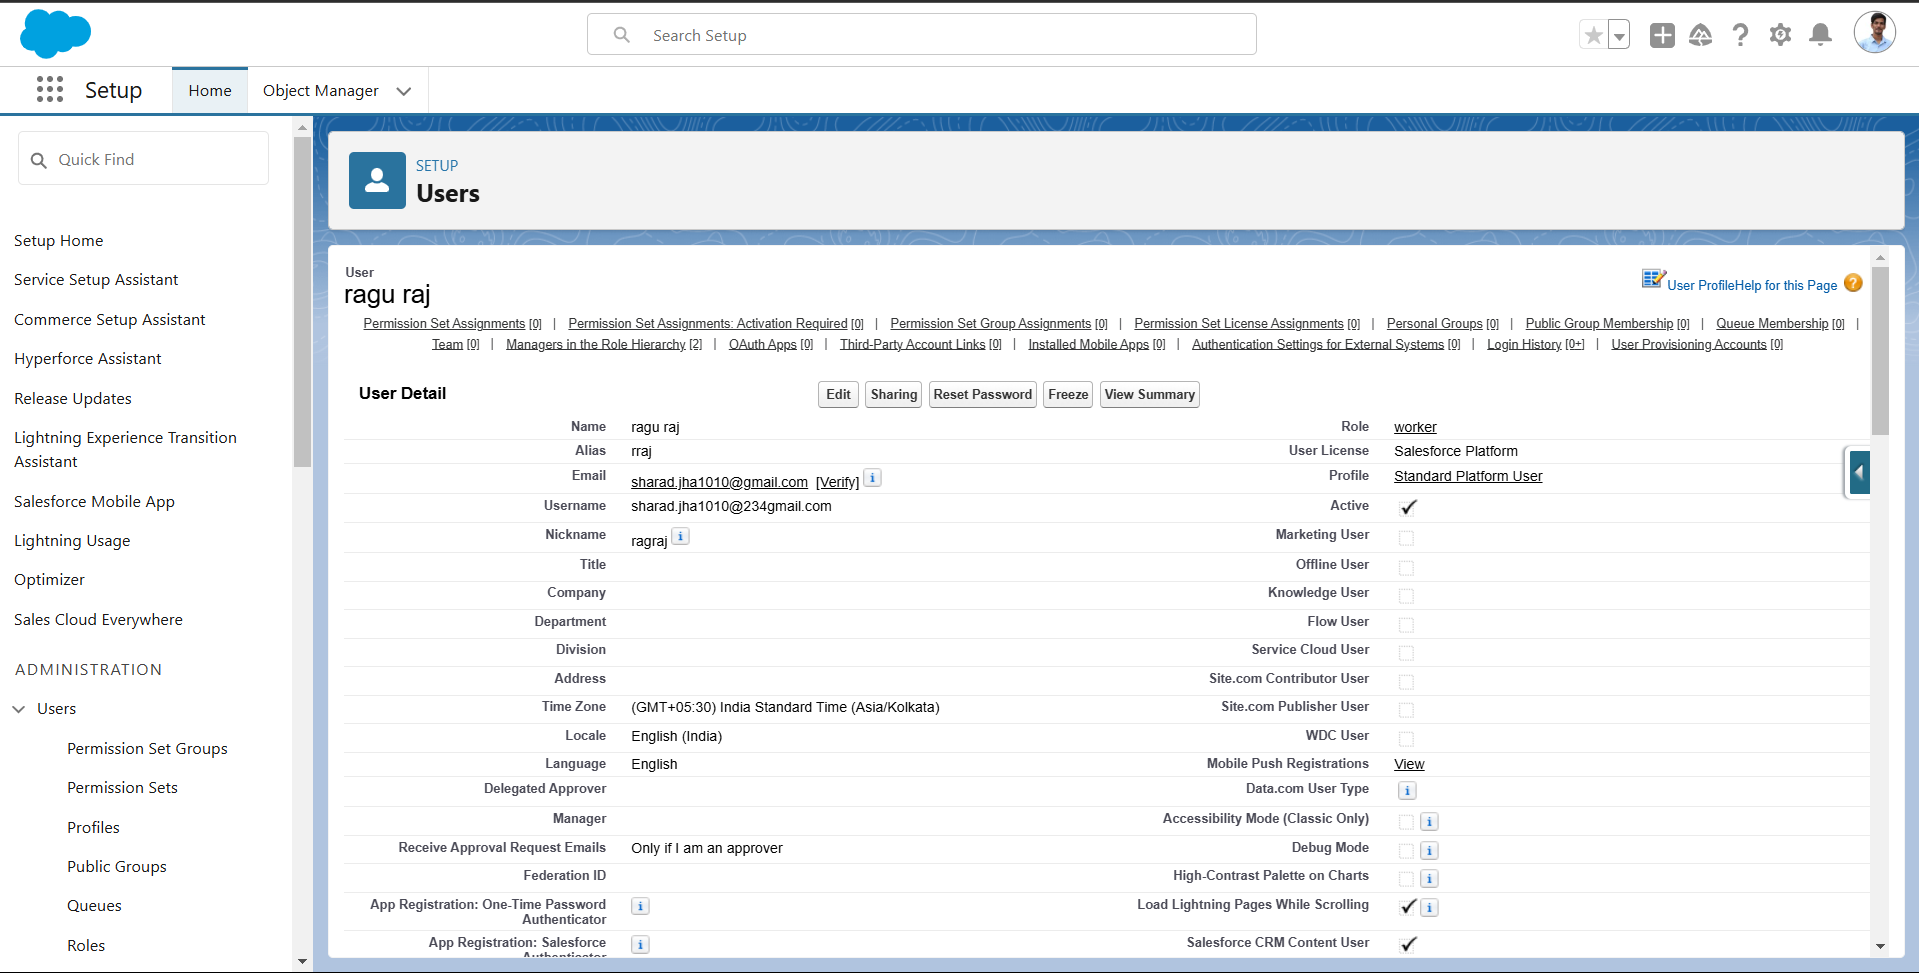 Search Setup
Setup
Home
Object Manager
Quick Find
Setup Home
Service Setup Assistant
Commerce Setup Assistant
Hyperforce Assistant
Release Updates
Lightning Experience Transition
Assistant
Salesforce Mobile App
Lightning Usage
Optimizer
Sales Cloud Everywhere
ADMINISTRATION
Users
Permission Set Groups
Permission Sets
Profiles
Public Groups
Queues
Roles
SETUP
Users
User
ragu raj
User ProfileHelp for this Page ?
Permission Set Assignments [0] | Permission Set Assignments: Activation Required [0] | Permission Set Group Assignments [0] | Permission Set License Assignments [0] | Personal Groups [0] | Public Group Membership [0] | Queue Membership [0] |
Team [0] | Managers in the Role Hierarchy [2] | OAuth Apps [0] | Third-Party Account Links [0] | Installed Mobile Apps [0] | Authentication Settings for External Systems [0] | Login History [0+] | User Provisioning Accounts [0]
User Detail
Edit Sharing Reset Password Freeze View Summary
Name ragu raj Role worker
Alias rraj User License Salesforce Platform
Email sharad.jha1010@gmail.com [Verify] i Profile Standard Platform User
Username sharad.jha1010@234gmail.com Active
Nickname ragraj i Marketing User
Title Offline User
Company Knowledge User
Department Flow User
Division Service Cloud User
Address Site.com Contributor User
Time Zone (GMT+05:30) India Standard Time (Asia/Kolkata) Site.com Publisher User
Locale English (India) WDC User
Language English Mobile Push Registrations View
Delegated Approver Data.com User Type i
Manager Accessibility Mode (Classic Only) i
Receive Approval Request Emails Only if I am an approver Debug Mode i
Federation ID High-Contrast Palette on Charts i
App Registration: One-Time Password i Load Lightning Pages While Scrolling i
Authenticator
App Registration: Salesforce i Salesforce CRM Content User
Authenticator